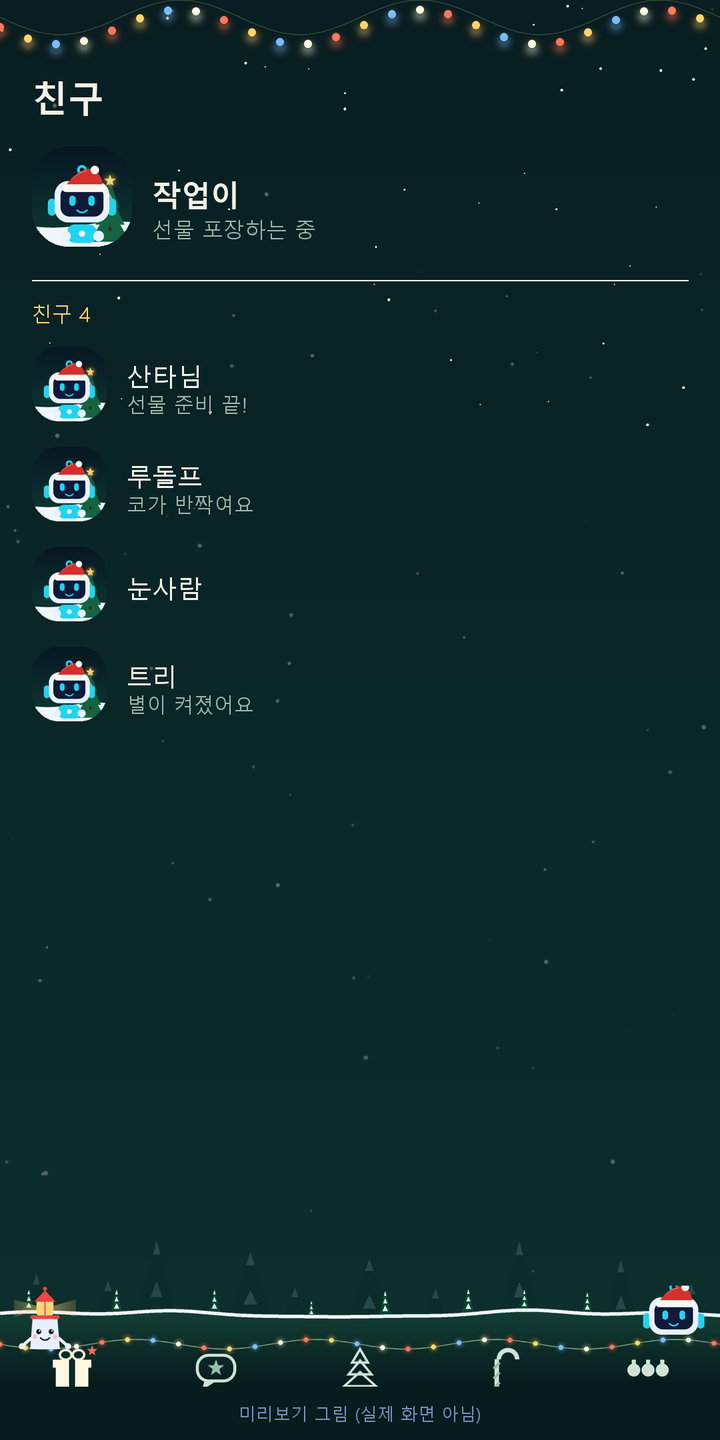 친구
작업이
선물 포장하는 중
친구 4
산타님
선물 준비 끝!
루돌프
코가 반짝여요
눈사람
트리
별이 켜졌어요
미리보기 그림 (실제 화면 아님)